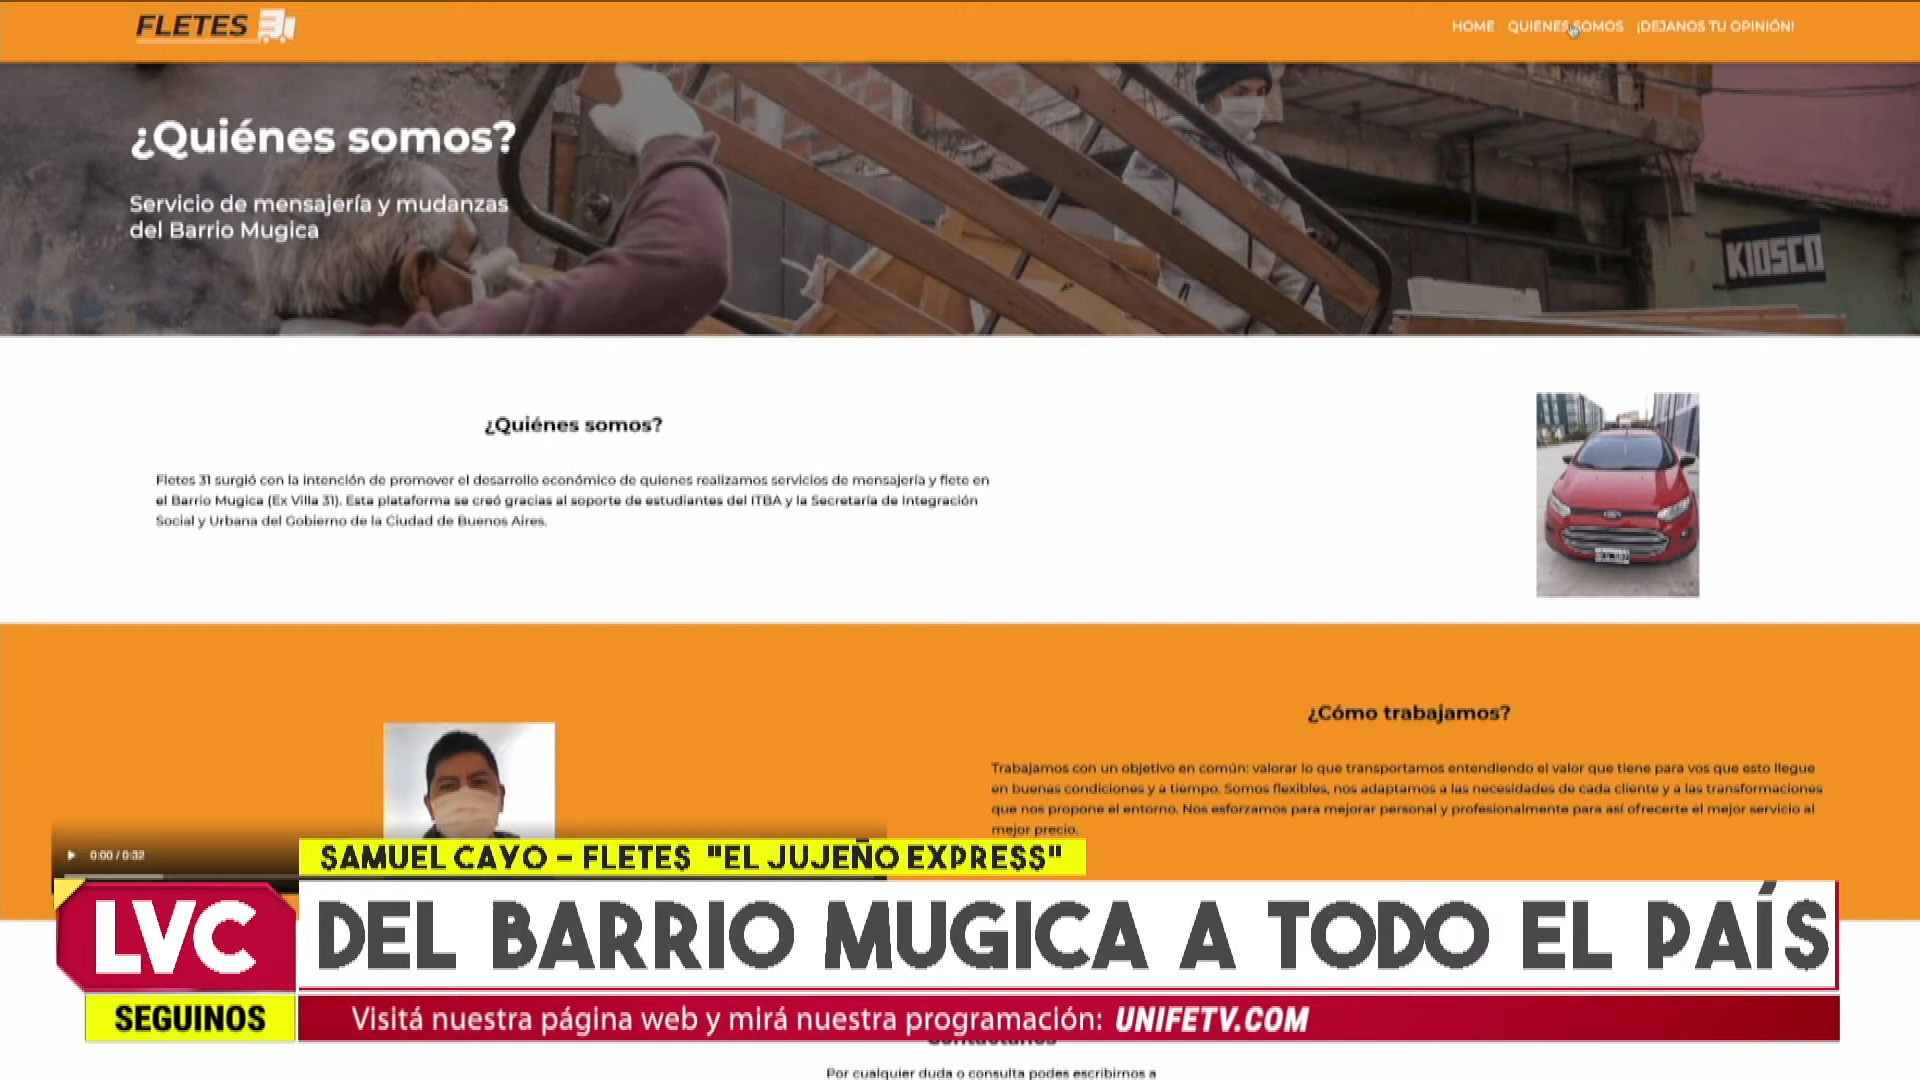 FLETES 31
HOME QUIENES SOMOS ¡DEJANOS TU OPINIÓN!
¿Quiénes somos?
Servicio de mensajería y mudanzas
del Barrio Mugica
KIOSCO
¿Quiénes somos?
Fletes 31 surgió con la intención de promover el desarrollo económico de quienes realizamos servicios de mensajería y flete en
el Barrio Mugica (Ex Villa 31). Esta plataforma se creó gracias al soporte de estudiantes del ITBA y la Secretaría de Integración
Social y Urbana del Gobierno de la Ciudad de Buenos Aires.
¿Cómo trabajamos?
Trabajamos con un objetivo en común: valorar lo que transportamos entendiendo el valor que tiene para vos que esto llegue
en buenas condiciones y a tiempo. Somos flexibles, nos adaptamos a las necesidades de cada cliente y a las transformaciones
que nos propone el entorno. Nos esforzamos para mejorar personal y profesionalmente para así ofrecerte el mejor servicio al
mejor precio.
0:00 / 0:32
SAMUEL CAYO - FLETES "EL JUJEÑO EXPRESS"
LVC
DEL BARRIO MUGICA A TODO EL PAÍS
SEGUINOS
Visitá nuestra página web y mirá nuestra programación: UNIFETV.COM
Por cualquier duda o consulta podes escribirnos a